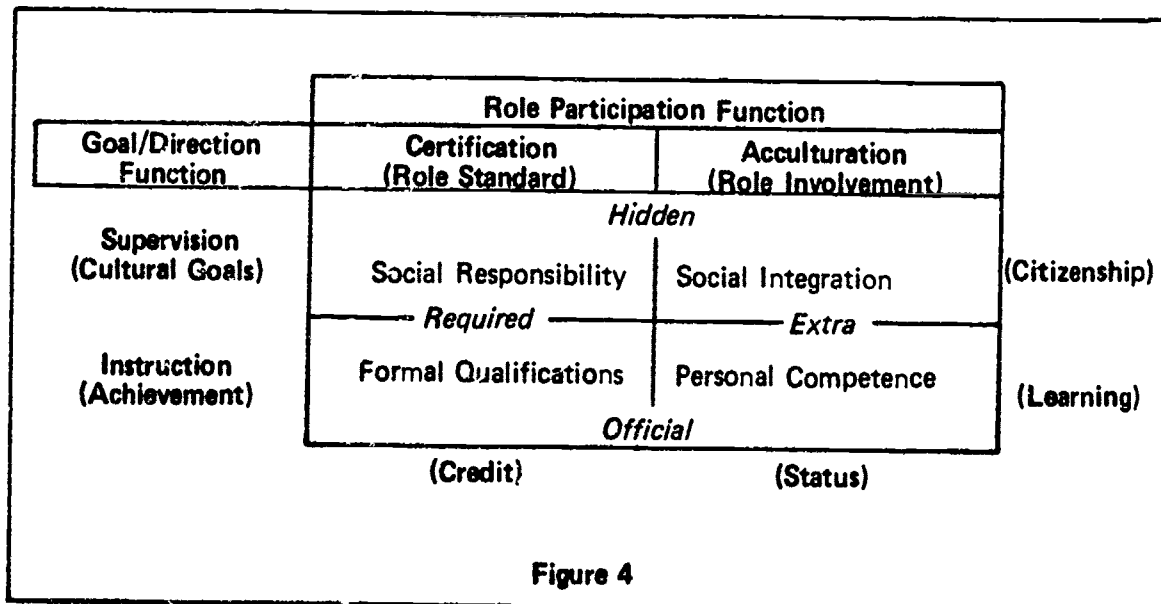 Role Participation Function
Goal/Direction Function
Certification (Role Standard)
Acculturation (Role Involvement)
Hidden
Supervision (Cultural Goals)
Social Responsibility
Social Integration
(Citizenship)
Required
Extra
Instruction (Achievement)
Formal Qualifications
Personal Competence
(Learning)
Official
(Credit)
(Status)
Figure 4